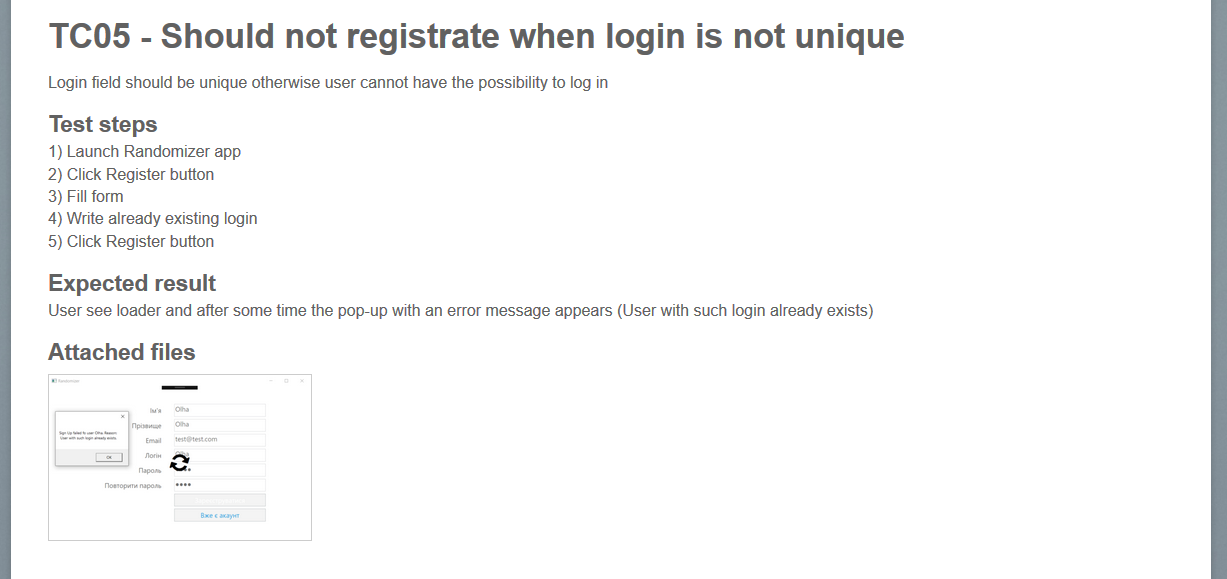 TC05 - Should not registrate when login is not unique
Login field should be unique otherwise user cannot have the possibility to log in
Test steps
1) Launch Randomizer app
2) Click Register button
3) Fill form
4) Write already existing login
5) Click Register button
Expected result
User see loader and after some time the pop-up with an error message appears (User with such login already exists)
Attached files
Randomizer
Ім'я Olha
Прізвище Olha
Email test@test.com
Sign Up failed fo user Olha. Reason:
User with such login already exists.
OK
Логін Olha
Пароль
Повторити пароль ••••
Вже є акаунт